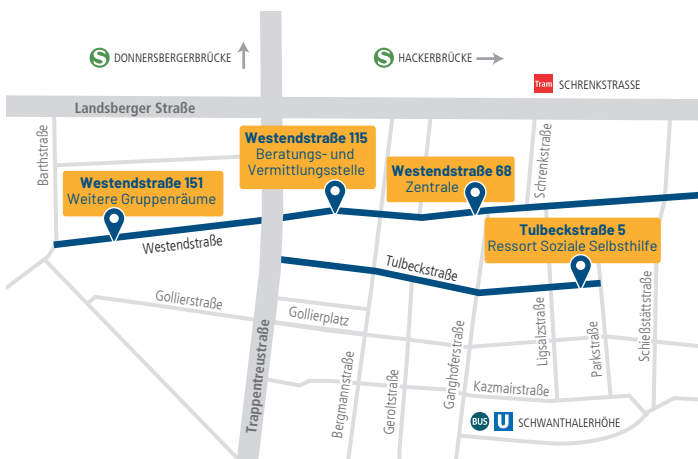 S DONNERSBERGERBRÜCKE
S HACKERBRÜCKE
Tram SCHRENKSTRASSE
Landsberger Straße
Barthstraße
Westendstraße 151
Weitere Gruppenräume
Westendstraße 115
Beratungs- und
Vermittlungsstelle
Westendstraße 68
Zentrale
Schrenkstraße
Tulbeckstraße 5
Ressort Soziale Selbsthilfe
Westendstraße
Tulbeckstraße
Gollierstraße
Gollierplatz
Trappentreustraße
Bergmannstraße
Geroltstraße
Ganghoferstraße
Ligsalzstraße
Parkstraße
Schießstättstraße
Kazmairstraße
BUS U SCHWANTHALERHÖHE